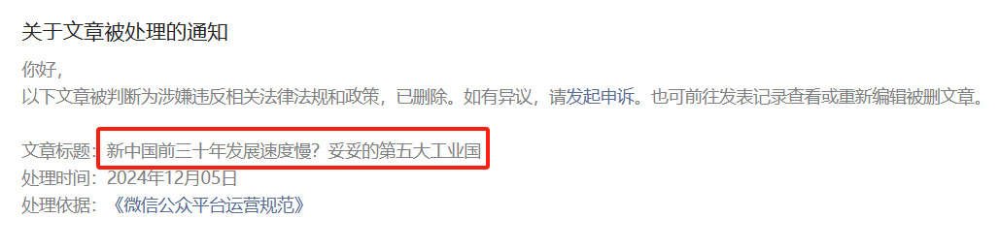 关于文章被处理的通知
你好，
以下文章被判断为涉嫌违反相关法律法规和政策，已删除。如有异议，请发起申诉。也可前往发表记录查看或重新编辑被删文章。
文章标题：新中国前三十年发展速度慢？妥妥的第五大工业国
处理时间：2024年12月05日
处理依据：《微信公众平台运营规范》